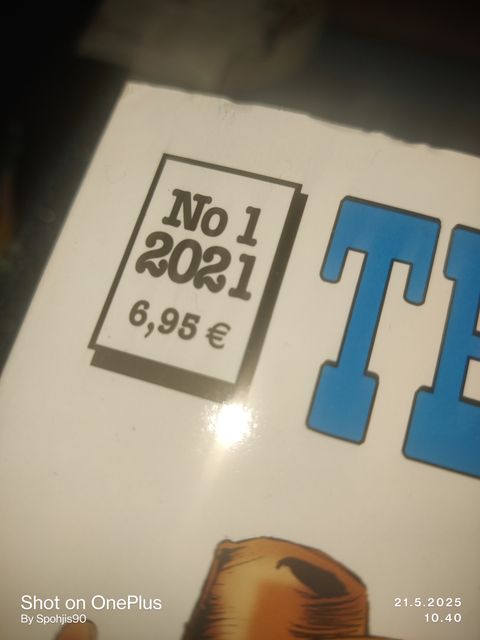 No 1
2021
6,95 €
TE
Shot on OnePlus
By Spohjis90
21.5.2025
10.40